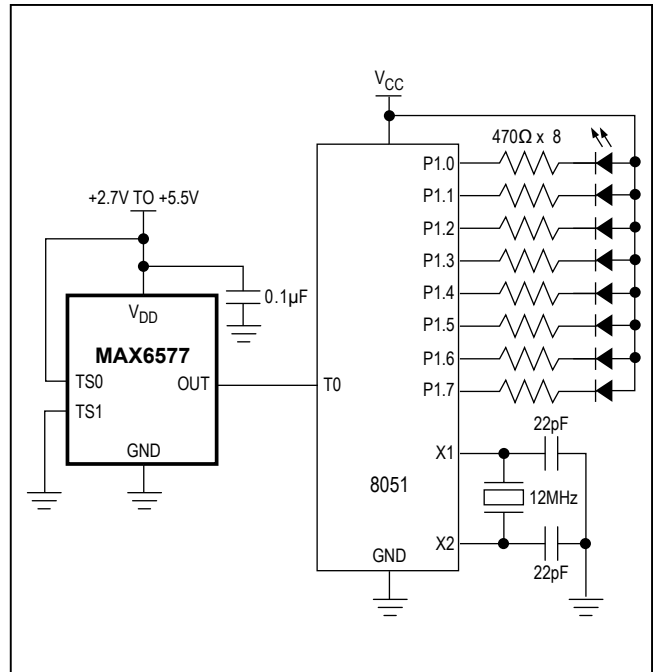 VCC
470Ω x 8
P1.0
P1.1
+2.7V TO +5.5V
P1.2
P1.3
0.1µF
P1.4
VDD
P1.5
MAX6577
P1.6
TS0
OUT
T0
P1.7
TS1
22pF
GND
X1
8051
12MHz
X2
GND
22pF